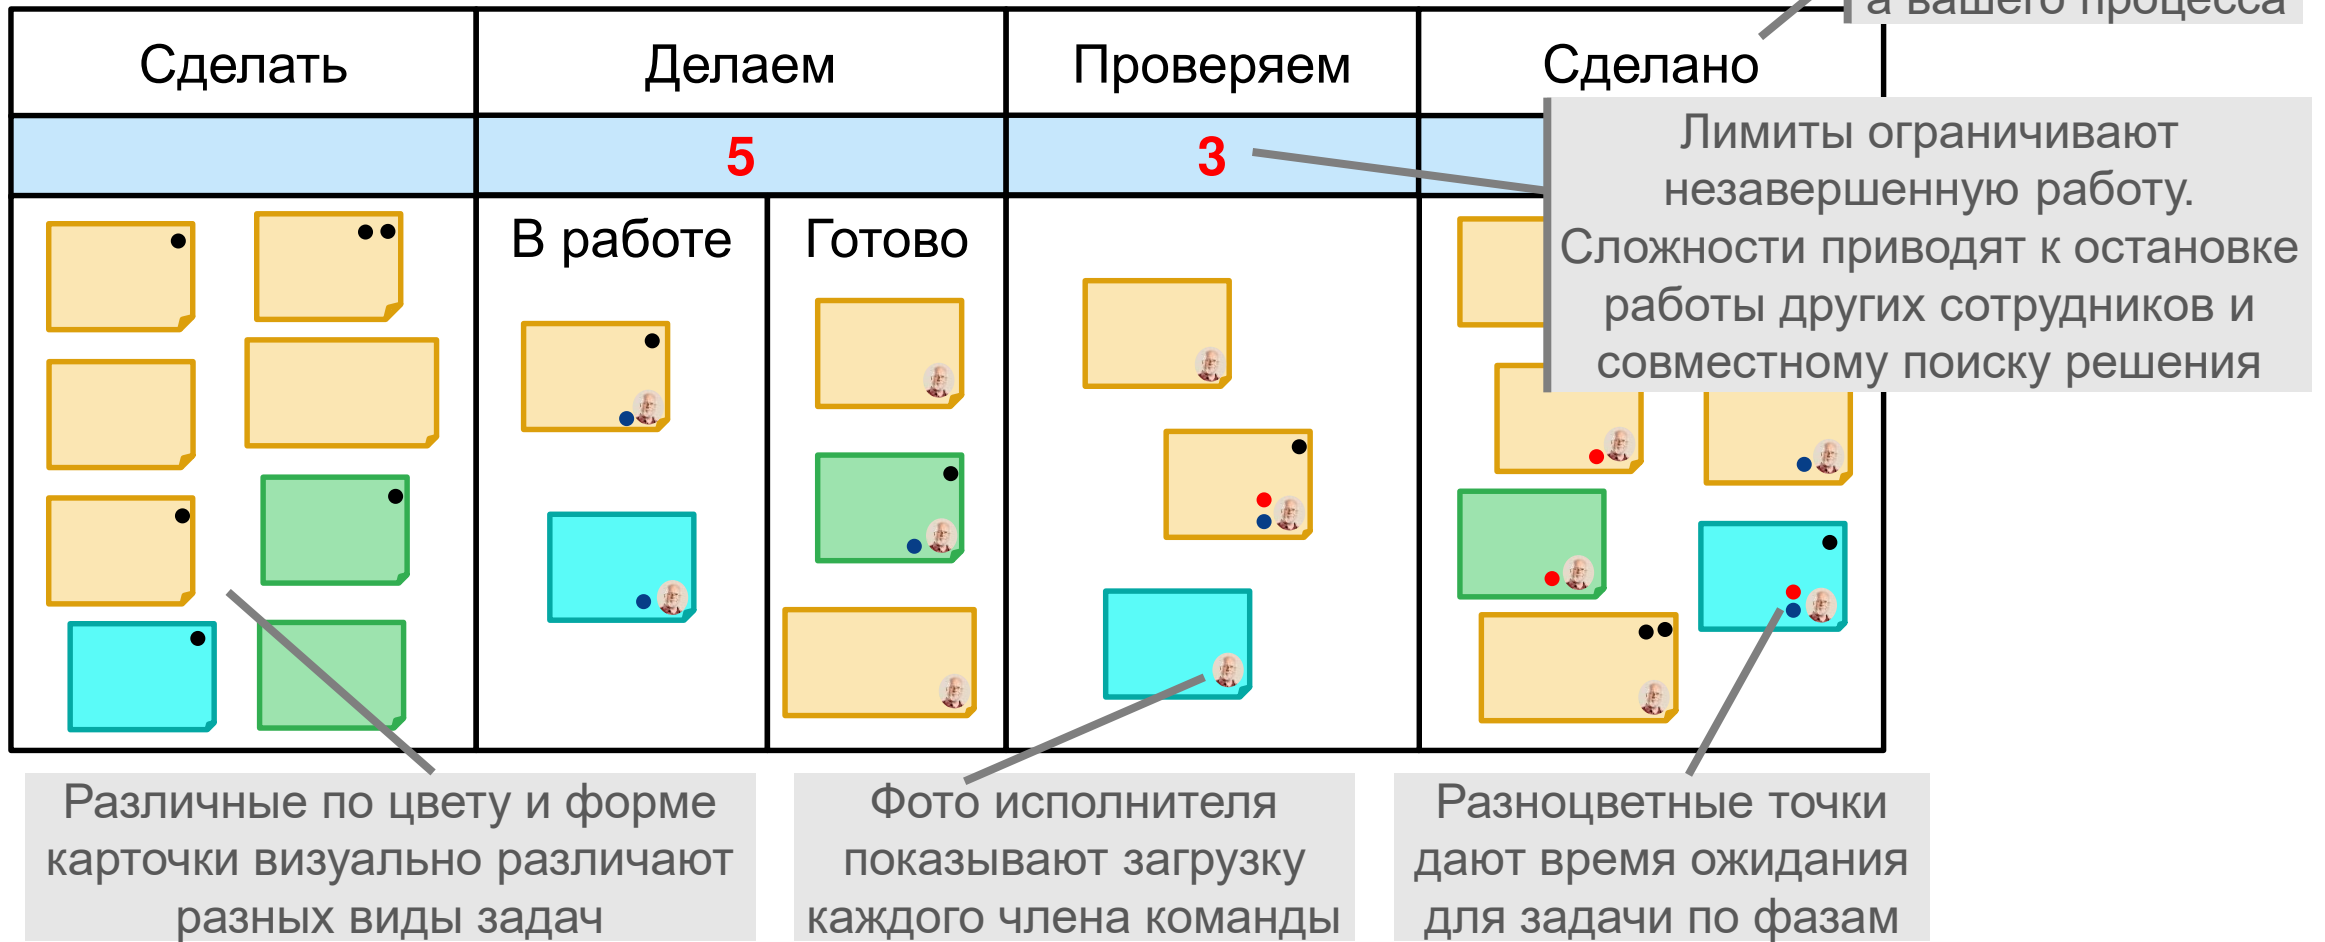 а вашего процесса
Сделать
Делаем
Проверяем
Сделано
5
3
Лимиты ограничивают
незавершенную работу.
Сложности приводят к остановке
работы других сотрудников и
совместному поиску решения
В работе
Готово
Различные по цвету и форме
карточки визуально различают
разных виды задач
Фото исполнителя
показывают загрузку
каждого члена команды
Разноцветные точки
дают время ожидания
для задачи по фазам